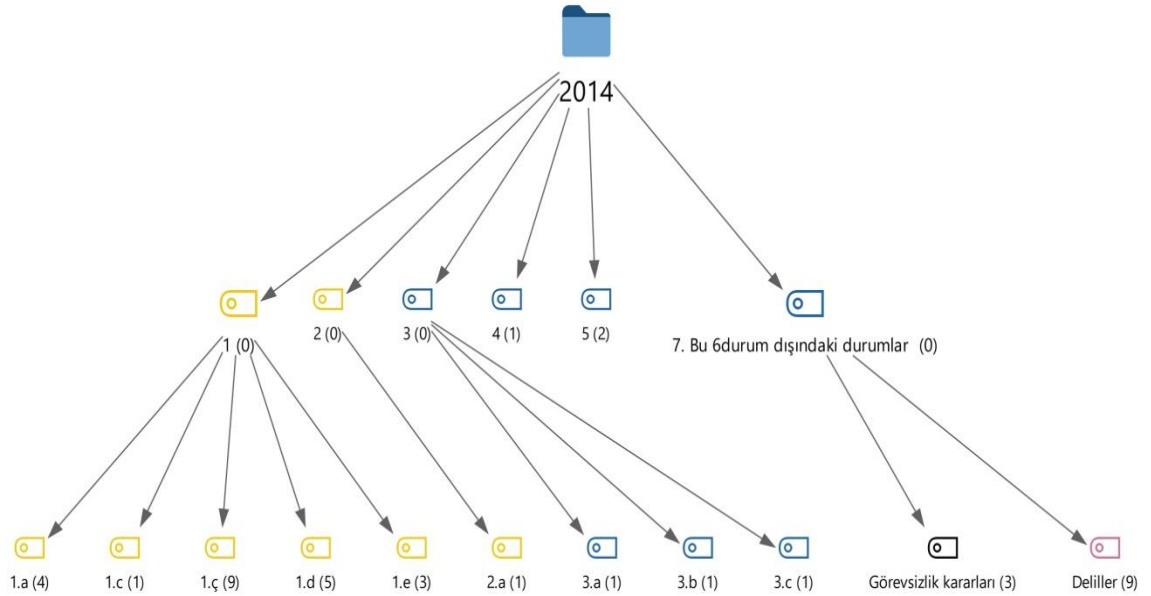 2014
1 (0)
2 (0)
3 (0)
4 (1)
5 (2)
7. Bu 6durum dışındaki durumlar (0)
1.a (4)
1.c (1)
1.ç (9)
1.d (5)
1.e (3)
2.a (1)
3.a (1)
3.b (1)
3.c (1)
Görevsizlik kararları (3)
Deliller (9)